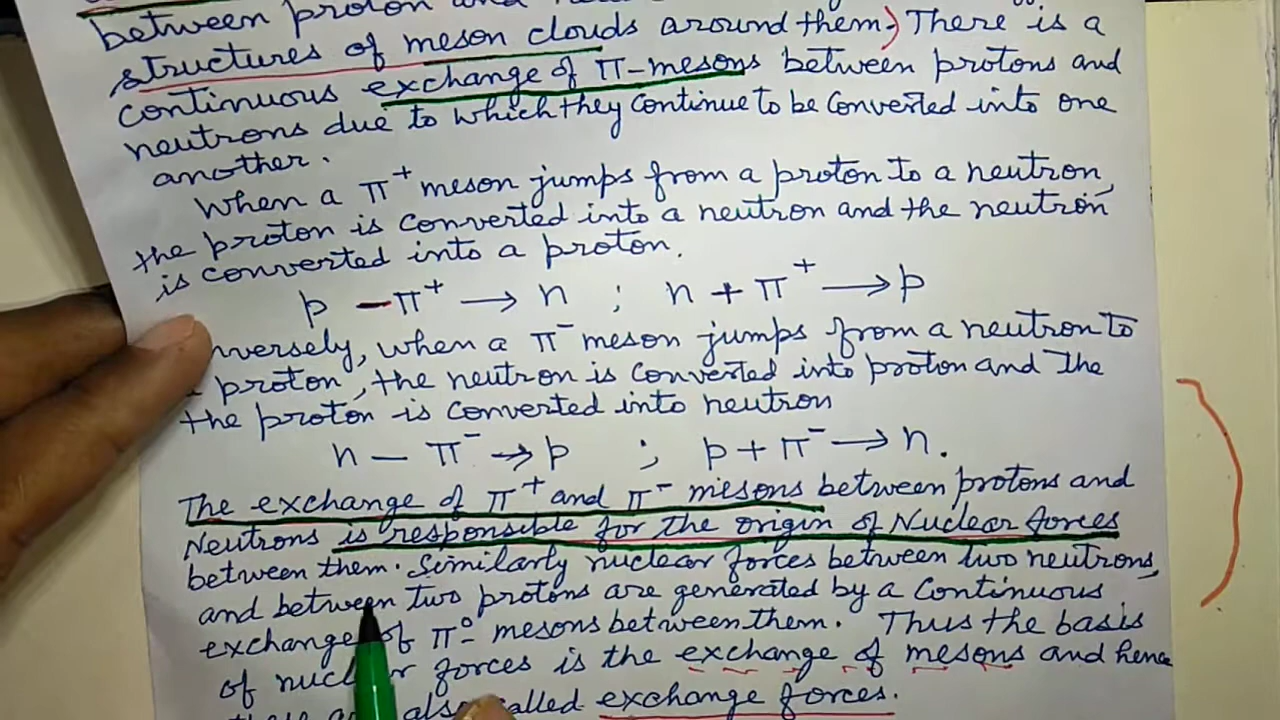 between proton and
structures of meson clouds around them.) There is a
continuous exchange of π-mesons between protons and
neutrons due to which they continue to be converted into one
another.
When a π⁺ meson jumps from a proton to a neutron,
the proton is converted into a neutron and the neutron
is converted into a proton.
p − π⁺ ⟶ n ; n + π⁺ ⟶ p
nversely, when a π⁻ meson jumps from a neutron to
proton, the neutron is converted into proton and the
the proton is converted into neutron
n − π⁻ → p ; p + π⁻ ⟶ n.
The exchange of π⁺ and π⁻ mesons between protons and
Neutrons is responsible for the origin of Nuclear forces
between them. Similarly nuclear forces between two neutrons,
and between two protons are generated by a continuous
exchange of π⁰ mesons between them. Thus the basis
of nuclear forces is the exchange of mesons and hence
also called exchange forces.